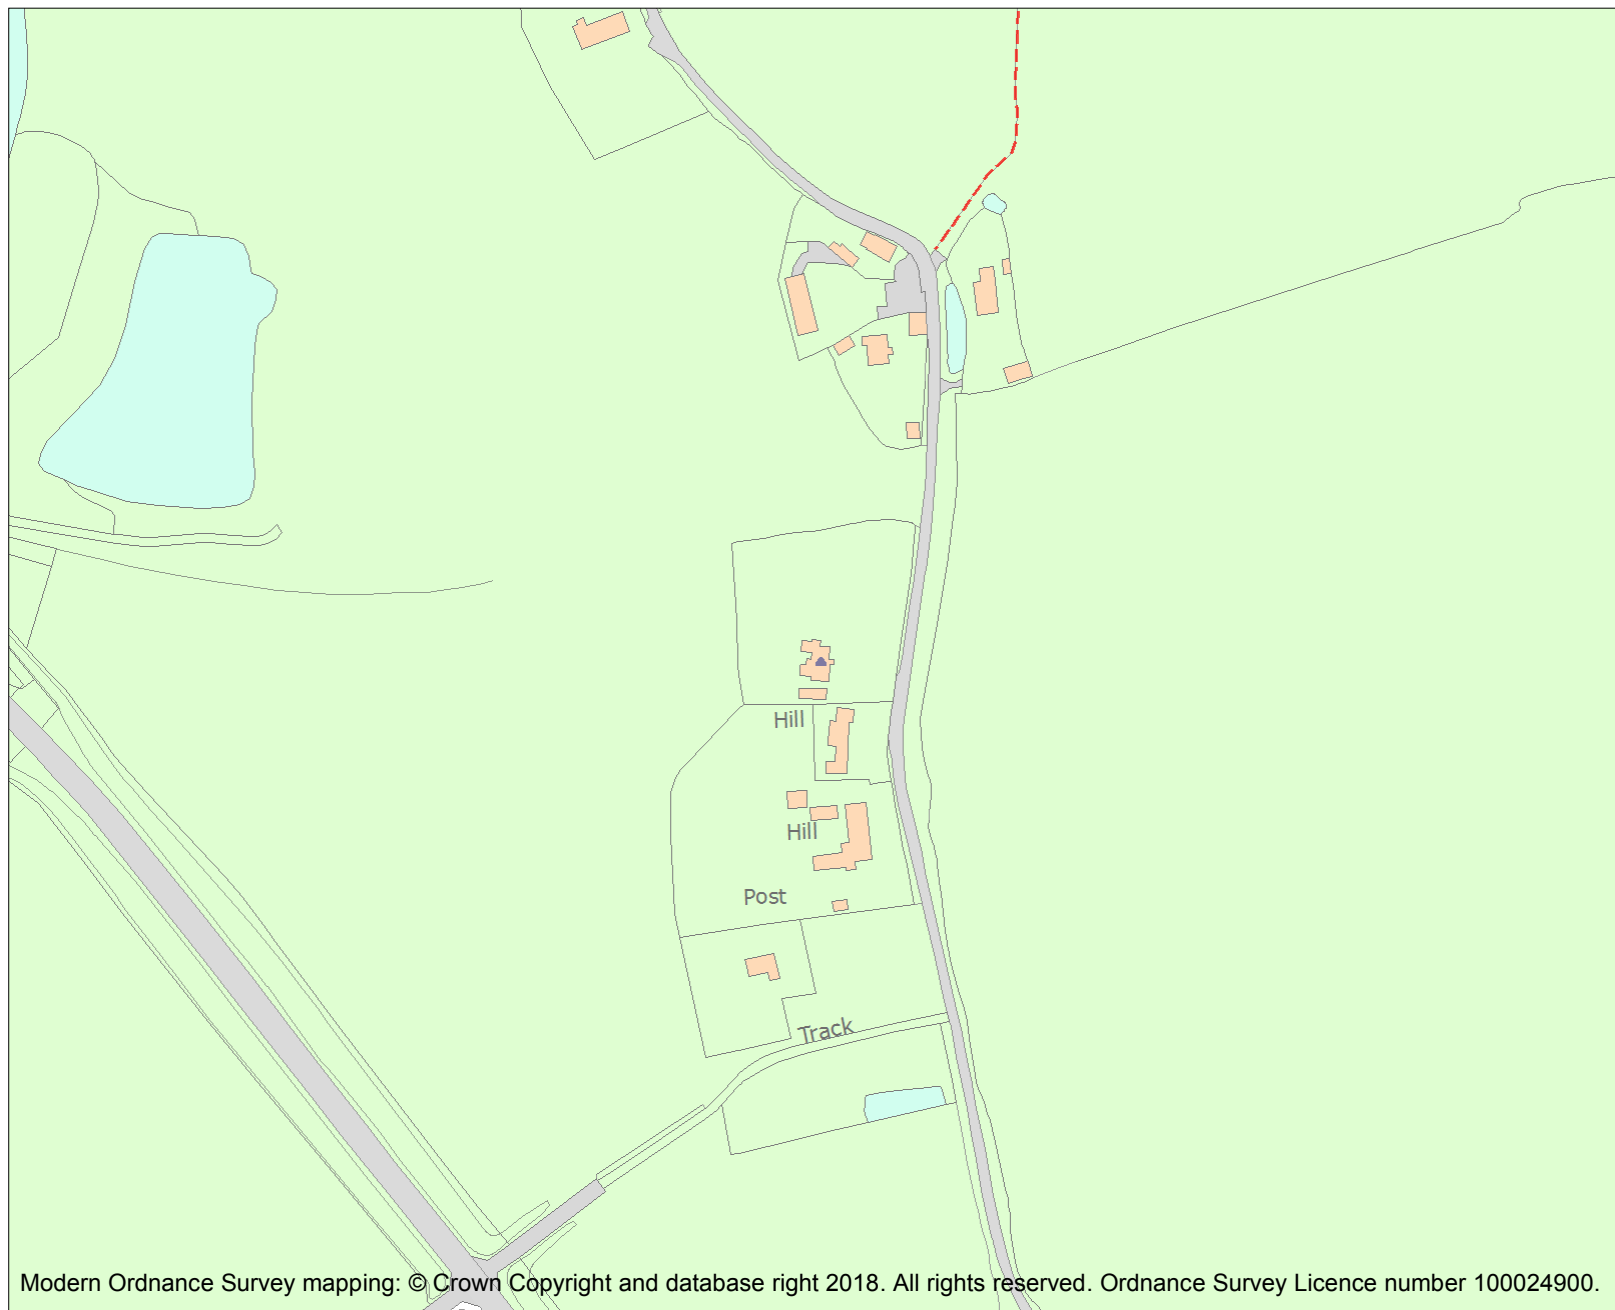 Hill
Hill
Post
Track
Modern Ordnance Survey mapping: © Crown Copyright and database right 2018. All rights reserved. Ordnance Survey Licence number 100024900.